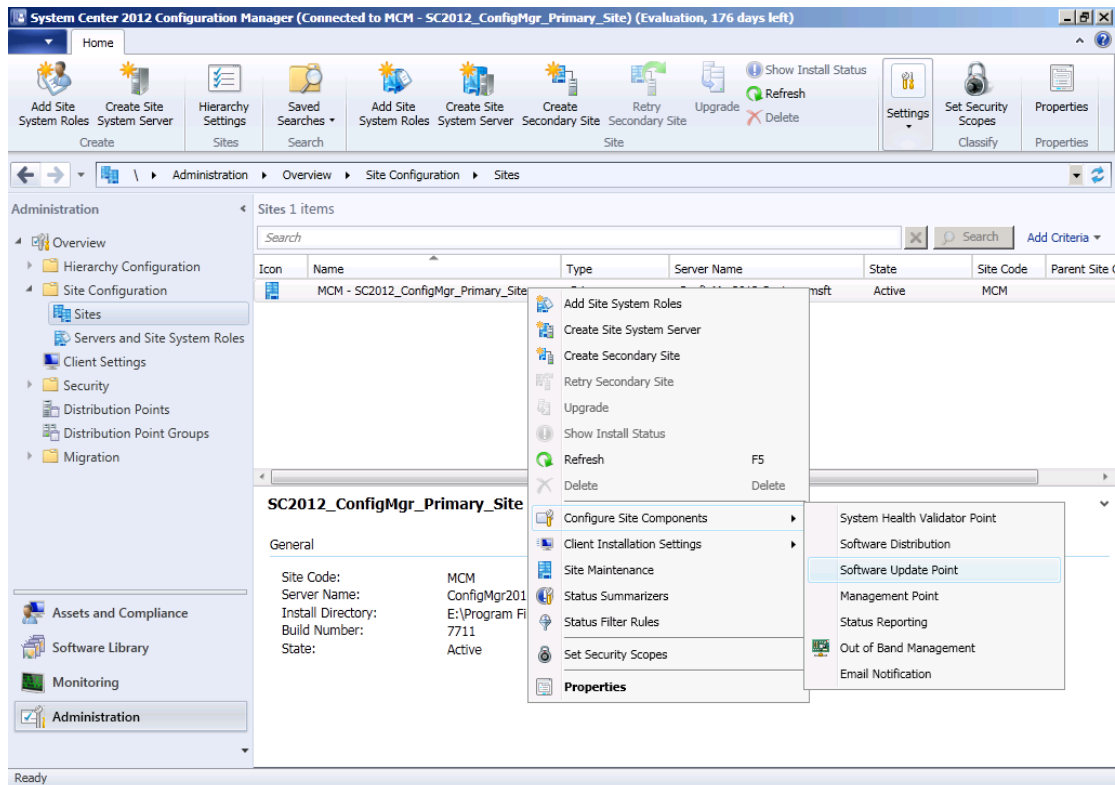 System Center 2012 Configuration Manager (Connected to MCM - SC2012_ConfigMgr_Primary_Site) (Evaluation, 176 days left)
Home
Add Site System Roles
Create Site System Server
Hierarchy Settings
Saved Searches
Add Site System Roles
Create Site System Server
Create Secondary Site
Retry Secondary Site
Upgrade
Show Install Status
Refresh
Delete
Settings
Set Security Scopes
Properties
Create
Sites
Search
Site
Classify
Properties
\ Administration Overview Site Configuration Sites
Administration
Overview
Hierarchy Configuration
Site Configuration
Sites
Servers and Site System Roles
Client Settings
Security
Distribution Points
Distribution Point Groups
Migration
Assets and Compliance
Software Library
Monitoring
Administration
Sites 1 items
Search
Search
Add Criteria
Icon Name Type Server Name State Site Code Parent Site
MCM - SC2012_ConfigMgr_Primary_Site Active MCM
Add Site System Roles
Create Site System Server
Create Secondary Site
Retry Secondary Site
Upgrade
Show Install Status
Refresh F5
Delete Delete
Configure Site Components
Client Installation Settings
Site Maintenance
Status Summarizers
Status Filter Rules
Set Security Scopes
Properties
System Health Validator Point
Software Distribution
Software Update Point
Management Point
Status Reporting
Out of Band Management
Email Notification
SC2012_ConfigMgr_Primary_Site
General
Site Code: MCM
Server Name: ConfigMgr201
Install Directory: E:\Program Fi
Build Number: 7711
State: Active
Ready